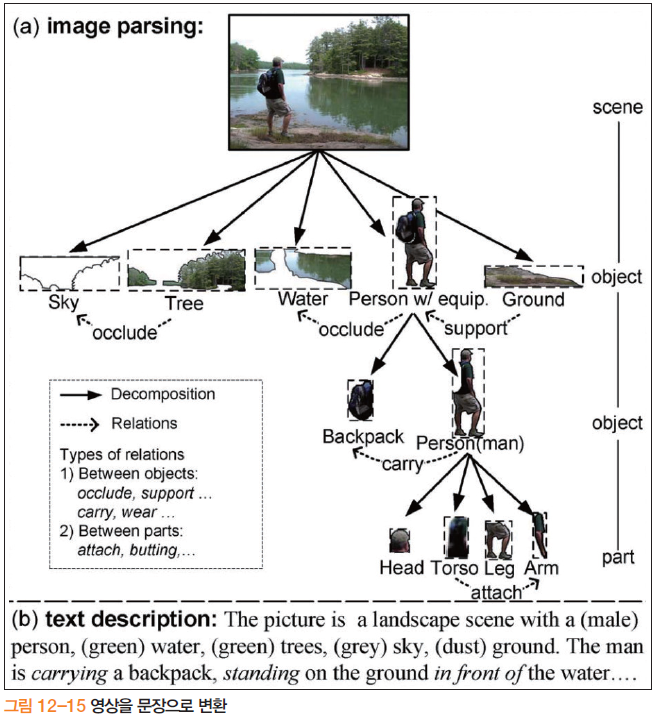 (a) image parsing:
scene
object
Sky
Tree
Water
Person w/ equip.
Ground
occlude
occlude
support
Decomposition
Relations
Types of relations
1) Between objects:
occlude, support ...
carry, wear ...
2) Between parts:
attach, butting,...
Backpack
Person(man)
carry
object
Head
Torso
Leg
Arm
attach
part
(b) text description: The picture is a landscape scene with a (male)
person, (green) water, (green) trees, (grey) sky, (dust) ground. The man
is carrying a backpack, standing on the ground in front of the water....
그림 12-15 영상을 문장으로 변환